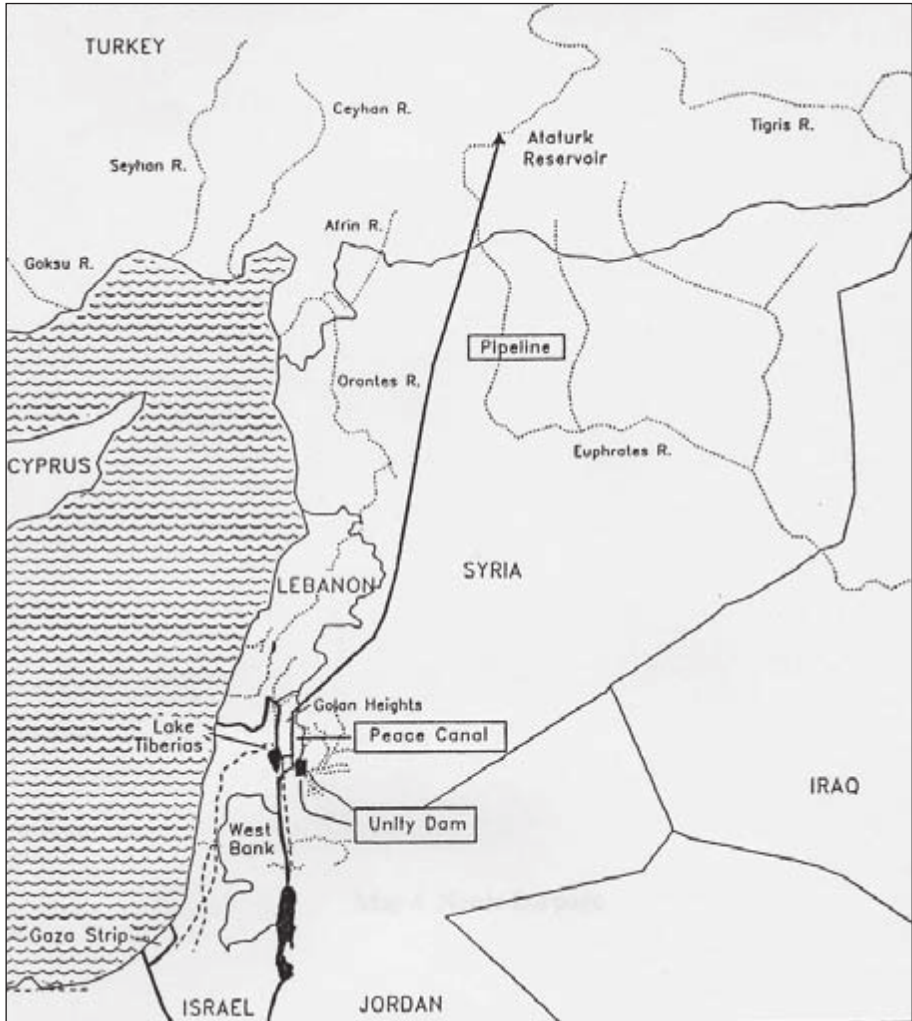 TURKEY
Ceyhan R.
Seyhan R.
Ataturk
Reservoir
Tigris R.
Goksu R.
Afrin R.
Pipeline
Orontes R.
CYPRUS
Euphrates R.
LEBANON
SYRIA
Golan Heights
Lake
Tiberias
Peace Canal
IRAQ
Unity Dam
West
Bank
Gaza Strip
ISRAEL
JORDAN